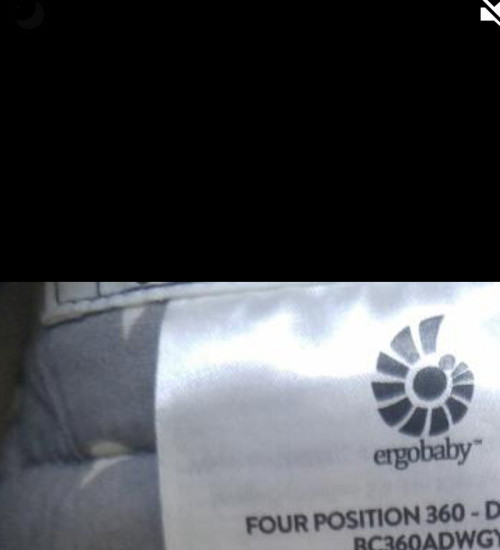 ergobaby™
FOUR POSITION 360 - D
BC360ADWGY